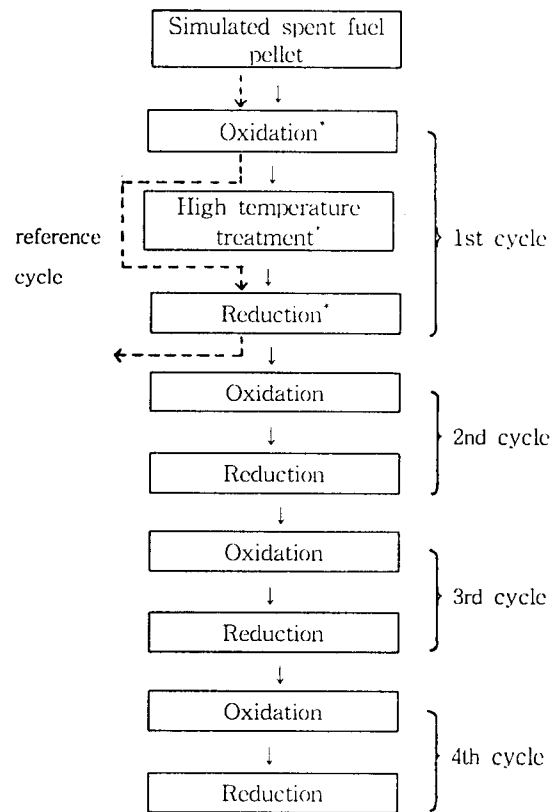 Simulated spent fuel
pellet
Oxidation*
High temperature
treatment*
reference
cycle
1st cycle
Reduction*
Oxidation
2nd cycle
Reduction
Oxidation
3rd cycle
Reduction
Oxidation
4th cycle
Reduction